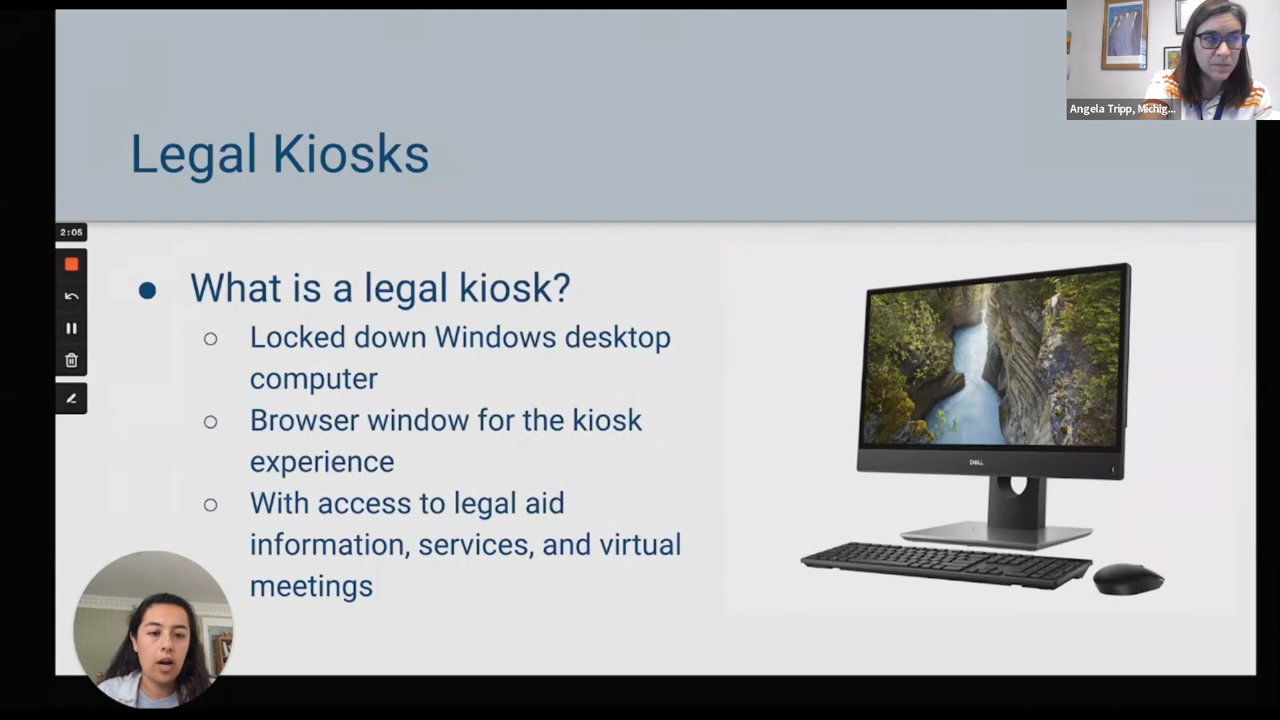 Angela Tripp, Michig...
Legal Kiosks
2:05
● What is a legal kiosk?
○ Locked down Windows desktop
computer
○ Browser window for the kiosk
experience
○ With access to legal aid
information, services, and virtual
meetings
DELL